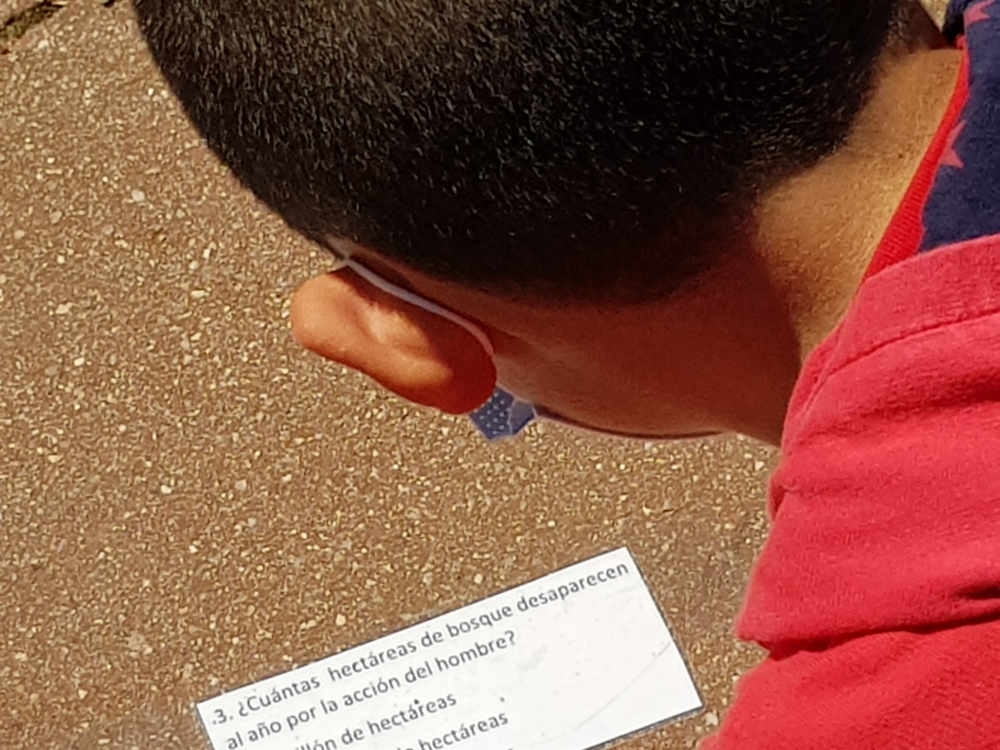 .3. ¿Cuántas hectáreas de bosque desaparecen
al año por la acción del hombre?
de hectáreas
hectáreas